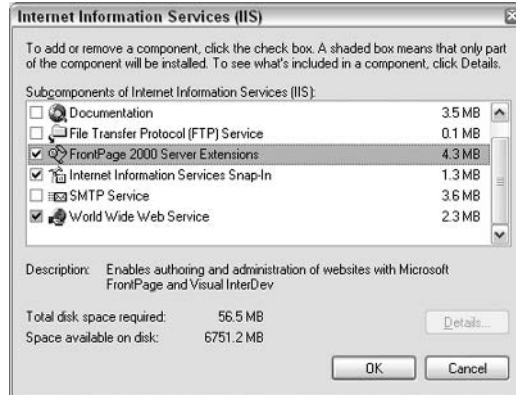 Internet Information Services (IIS)
To add or remove a component, click the check box. A shaded box means that only part
of the component will be installed. To see what's included in a component, click Details.
Subcomponents of Internet Information Services (IIS):
Documentation 3.5 MB
File Transfer Protocol (FTP) Service 0.1 MB
FrontPage 2000 Server Extensions 4.3 MB
Internet Information Services Snap-In 1.3 MB
SMTP Service 3.6 MB
World Wide Web Service 2.3 MB
Description: Enables authoring and administration of websites with Microsoft
FrontPage and Visual InterDev
Total disk space required: 56.5 MB
Details...
Space available on disk: 6751.2 MB
OK Cancel